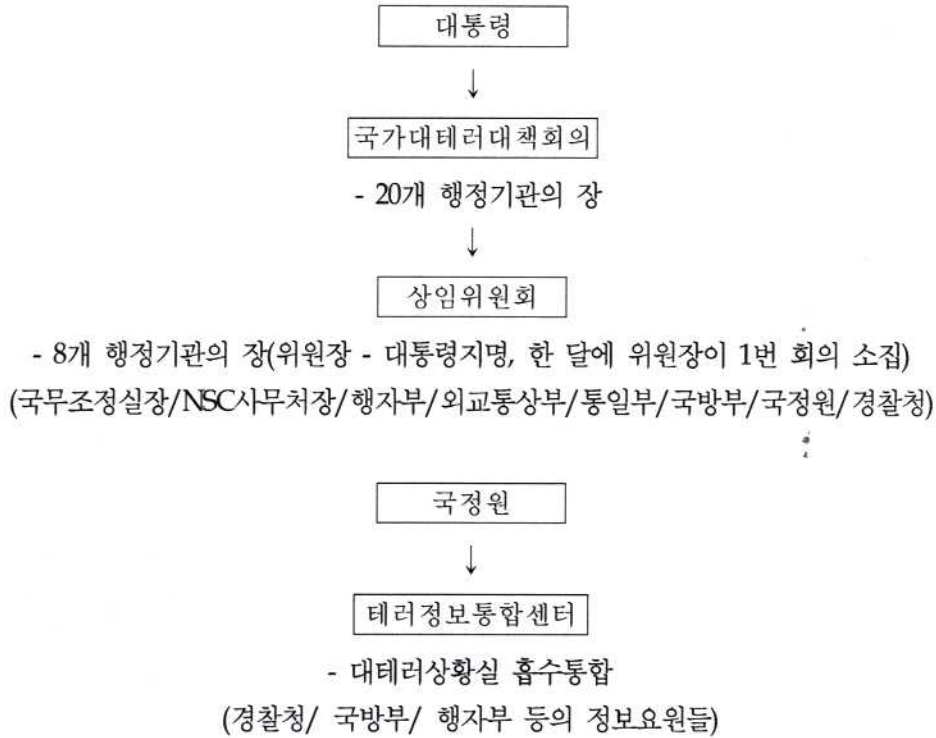 대통령
↓
국가대테러대책회의
- 20개 행정기관의 장
↓
상임위원회
- 8개 행정기관의 장(위원장 - 대통령지명, 한 달에 위원장이 1번 회의 소집)
(국무조정실장/NSC사무처장/행자부/외교통상부/통일부/국방부/국정원/경찰청)
국정원
↓
테러정보통합센터
- 대테러상황실 흡수통합
(경찰청/ 국방부/ 행자부 등의 정보요원들)